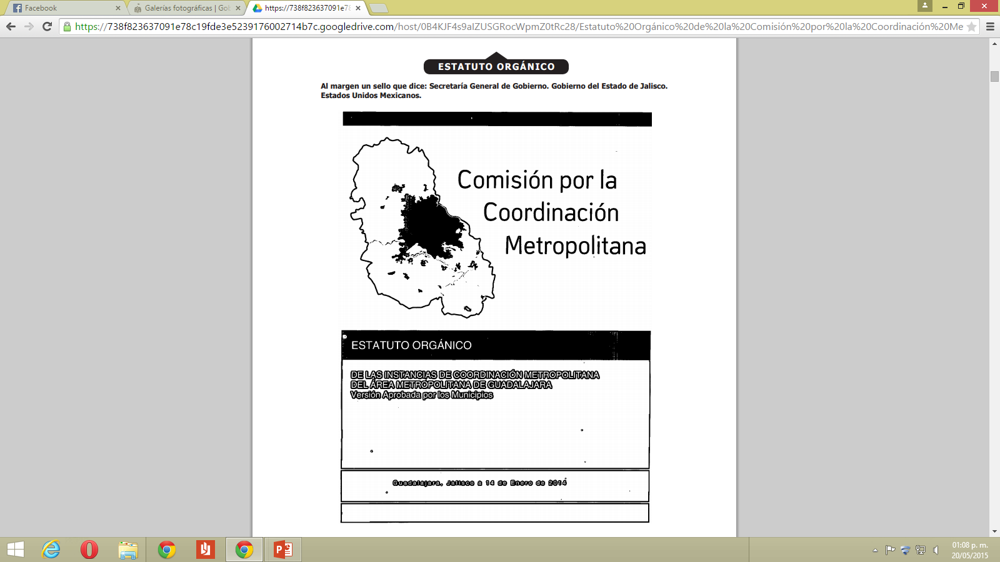 Facebook
Galerías fotográficas | Gob
https://738f823637091e78
https://738f823637091e78c19fde3e5239176002714b7c.googledrive.com/host/0B4KJF4s9aIZUSGRocWpmZ0tRc28/Estatuto%20Orgánico%20de%20la%20Comisión%20por%20la%20Coordinación%20Me
ESTATUTO ORGÁNICO
Al margen un sello que dice: Secretaría General de Gobierno. Gobierno del Estado de Jalisco.
Estados Unidos Mexicanos.
Comisión por la
Coordinación
Metropolitana
ESTATUTO ORGÁNICO
DE LAS INSTANCIAS DE COORDINACIÓN METROPOLITANA
DEL ÁREA METROPOLITANA DE GUADALAJARA
Versión Aprobada por los Municipios
Guadalajara, Jalisco a 14 de Enero de 2014
01:08 p. m.
20/05/2015